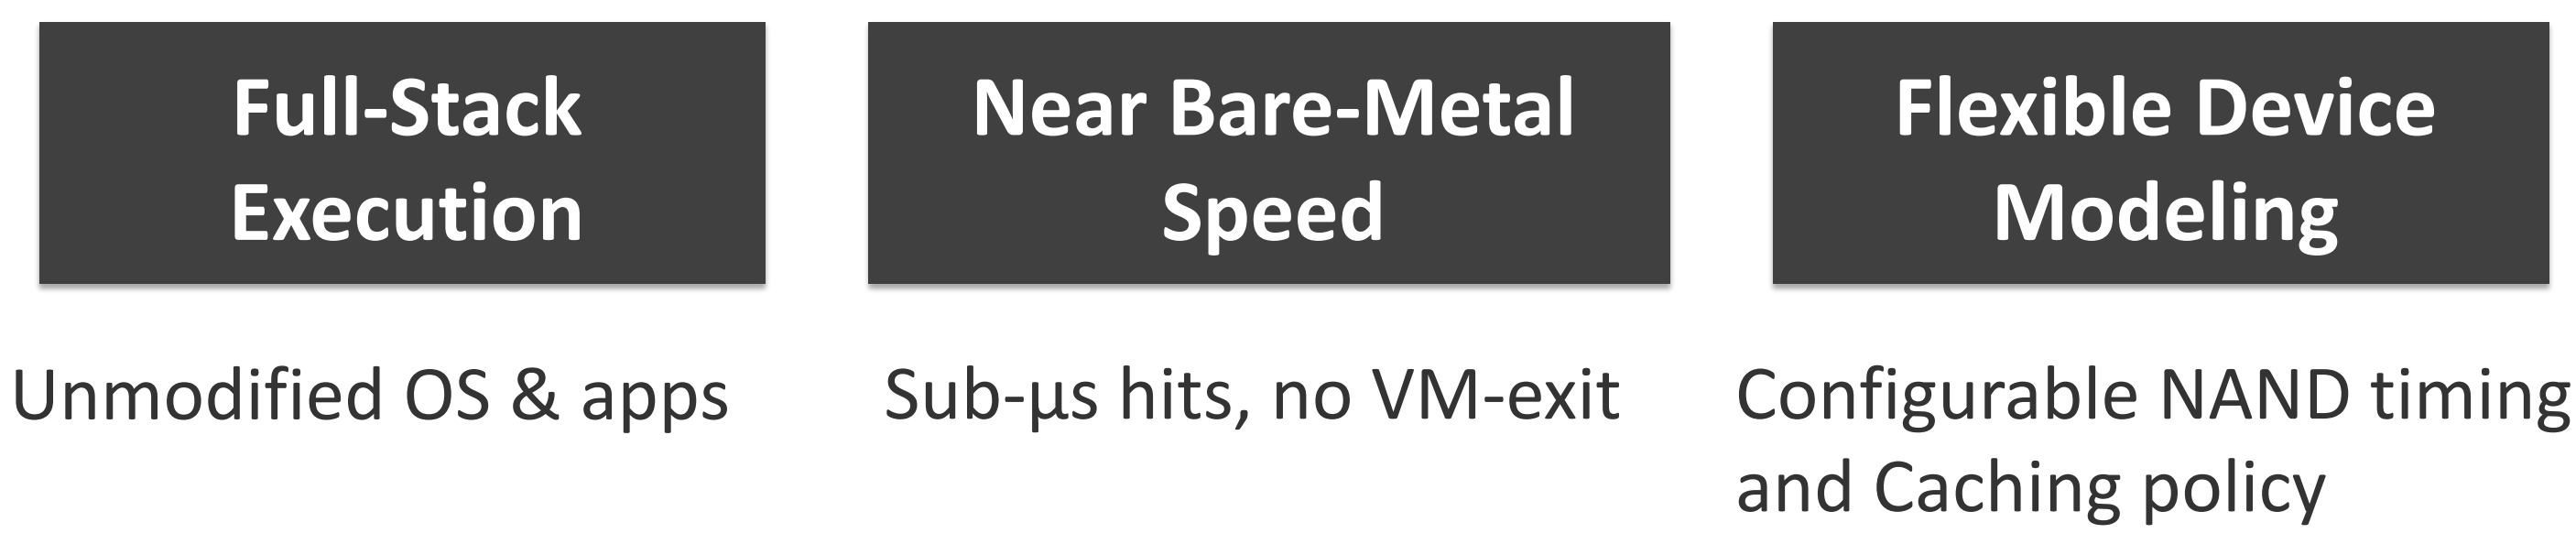 Full-Stack
Execution
Unmodified OS & apps
Near Bare-Metal
Speed
Sub-μs hits, no VM-exit
Flexible Device
Modeling
Configurable NAND timing
and Caching policy